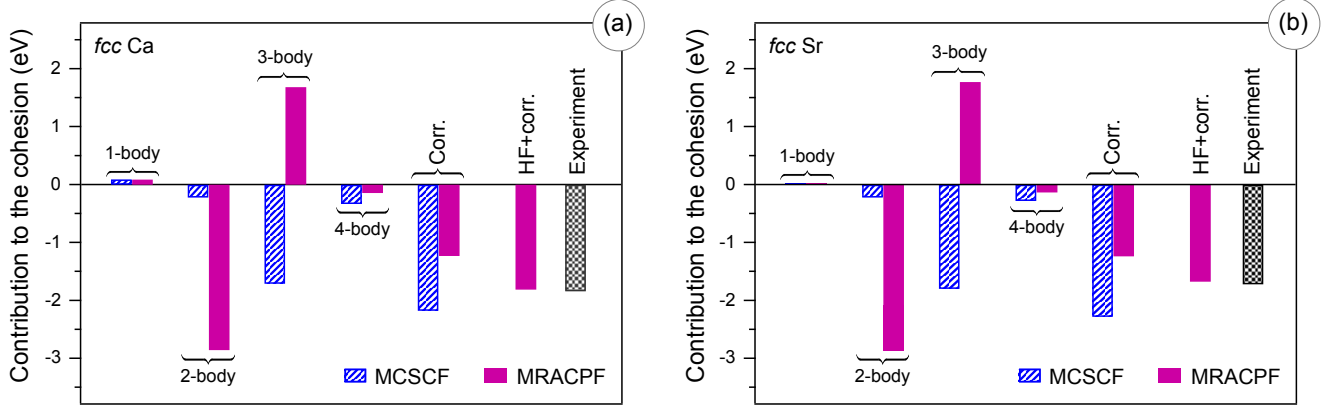 (a)
fcc Ca
3-body
2
1
0
-1
-2
-3
Contribution to the cohesion (eV)
1-body
2-body
4-body
Corr.
HF+corr.
Experiment
MCSCF
MRACPF
(b)
fcc Sr
3-body
2
1
0
-1
-2
-3
Contribution to the cohesion (eV)
1-body
2-body
4-body
Corr.
HF+corr.
Experiment
MCSCF
MRACPF